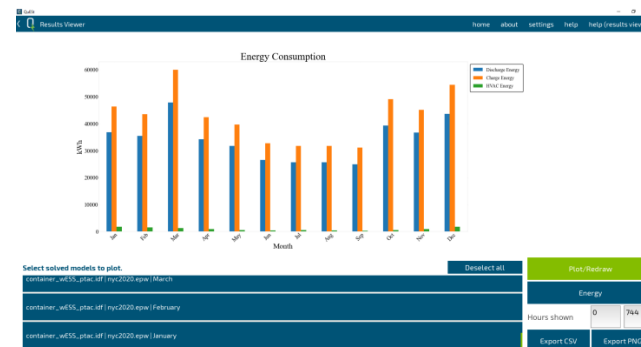 Results Viewer
home about settings help help (results view
Energy Consumption
Discharge Energy
Charge Energy
HVAC Energy
kWh
60000
50000
40000
30000
20000
10000
0
Jan Feb Mar Apr May Jun Jul Aug Sep Oct Nov Dec
Month
Select solved models to plot.
Deselect all
container_wESS_ptac.idf | nyc2020.epw | March
container_wESS_ptac.idf | nyc2020.epw | February
container_wESS_ptac.idf | nyc2020.epw | January
Plot/Redraw
Energy
Hours shown 0 744
Export CSV Export PNG